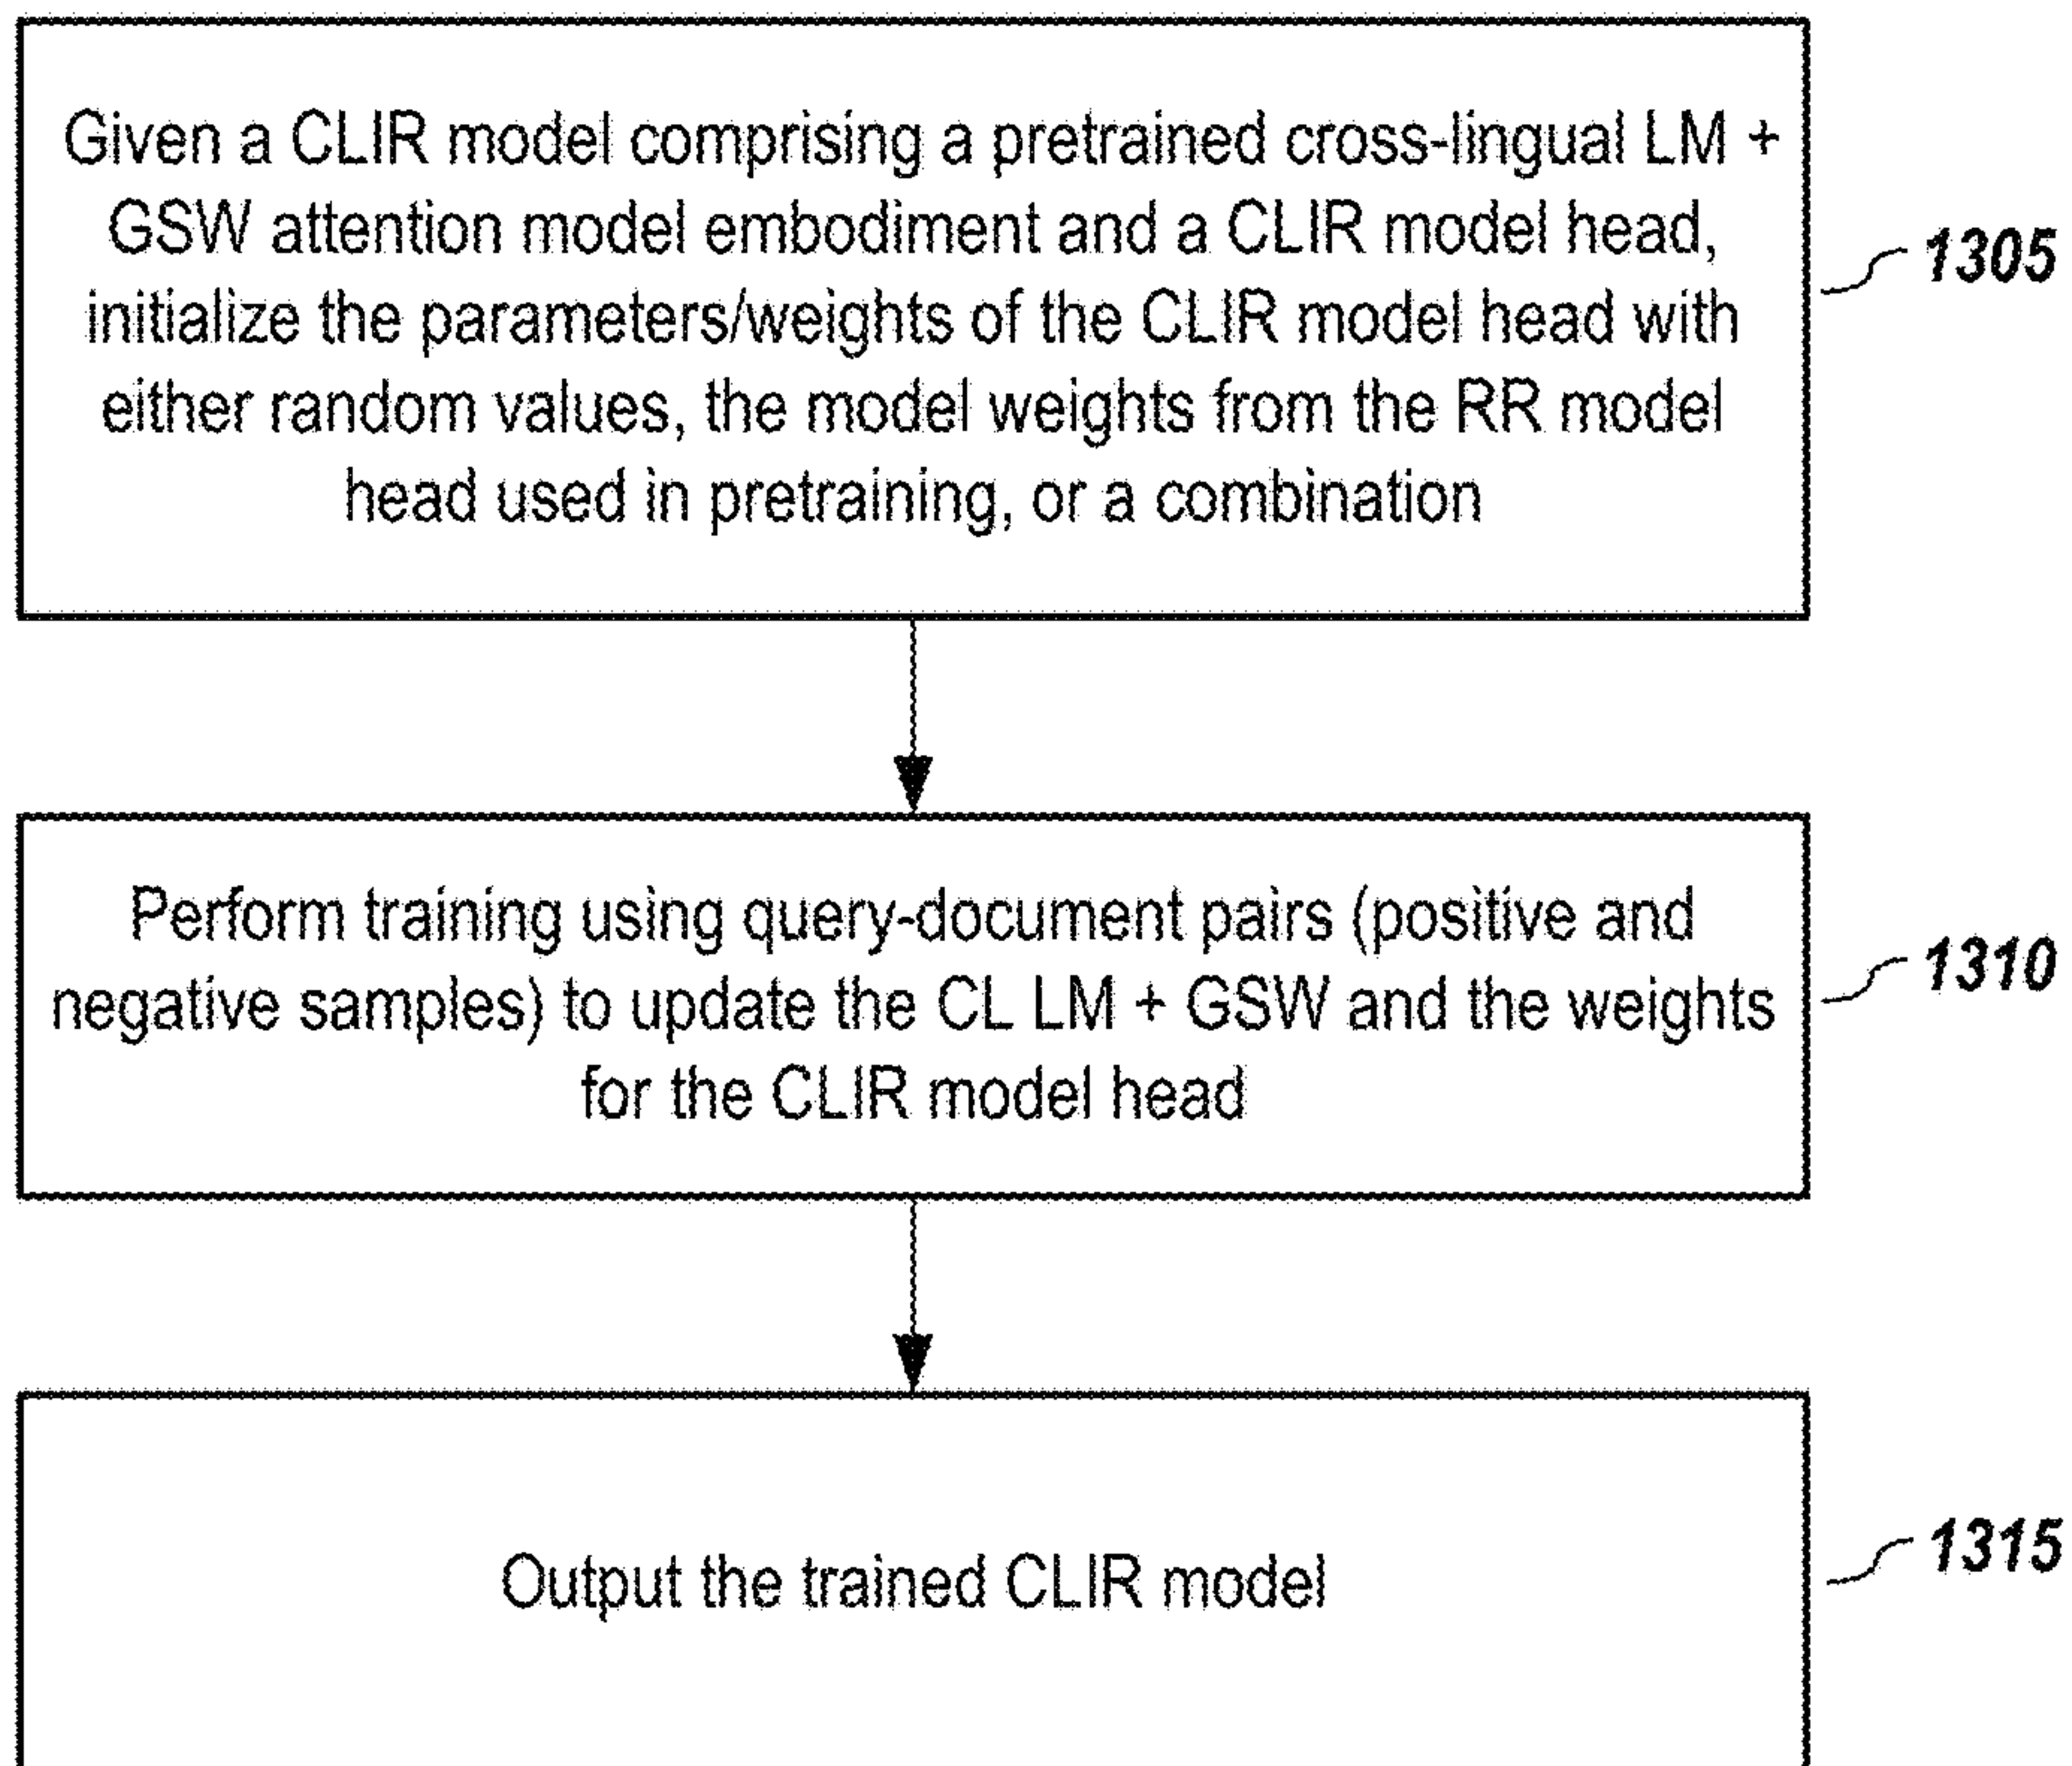 Given a CLIR model comprising a pretrained cross-lingual LM +
GSW attention model embodiment and a CLIR model head,
initialize the parameters/weights of the CLIR model head with
either random values, the model weights from the RR model
head used in pretraining, or a combination
1305
Perform training using query-document pairs (positive and
negative samples) to update the CL LM + GSW and the weights
for the CLIR model head
1310
Output the trained CLIR model
1315